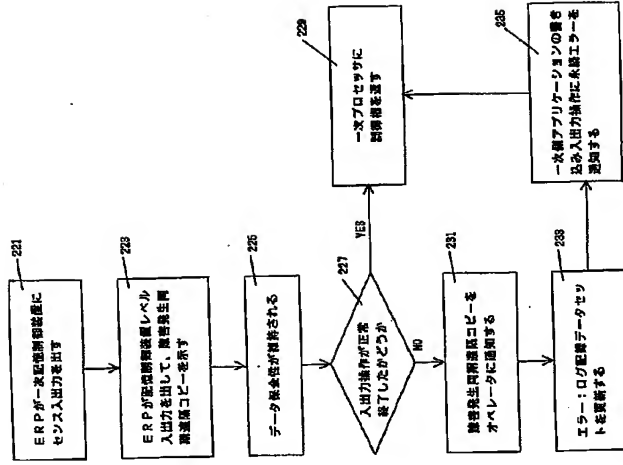 221
ERPが一次記憶制御装置に
センス入出力を出す
223
ERPが記憶制御装置レベル
入出力を出して、障害発生同
期遠隔コピーを示す
225
データ保全性が維持される
227
入出力操作が正常
終了したかどうか
YES
NO
229
一次プロセッサに
制御権を返す
231
障害発生同期遠隔コピーを
オペレータに通知する
233
エラー:ログ記録データセッ
トを更新する
235
一次側アプリケーションの書き
込み入出力操作に永続エラーを
通知する